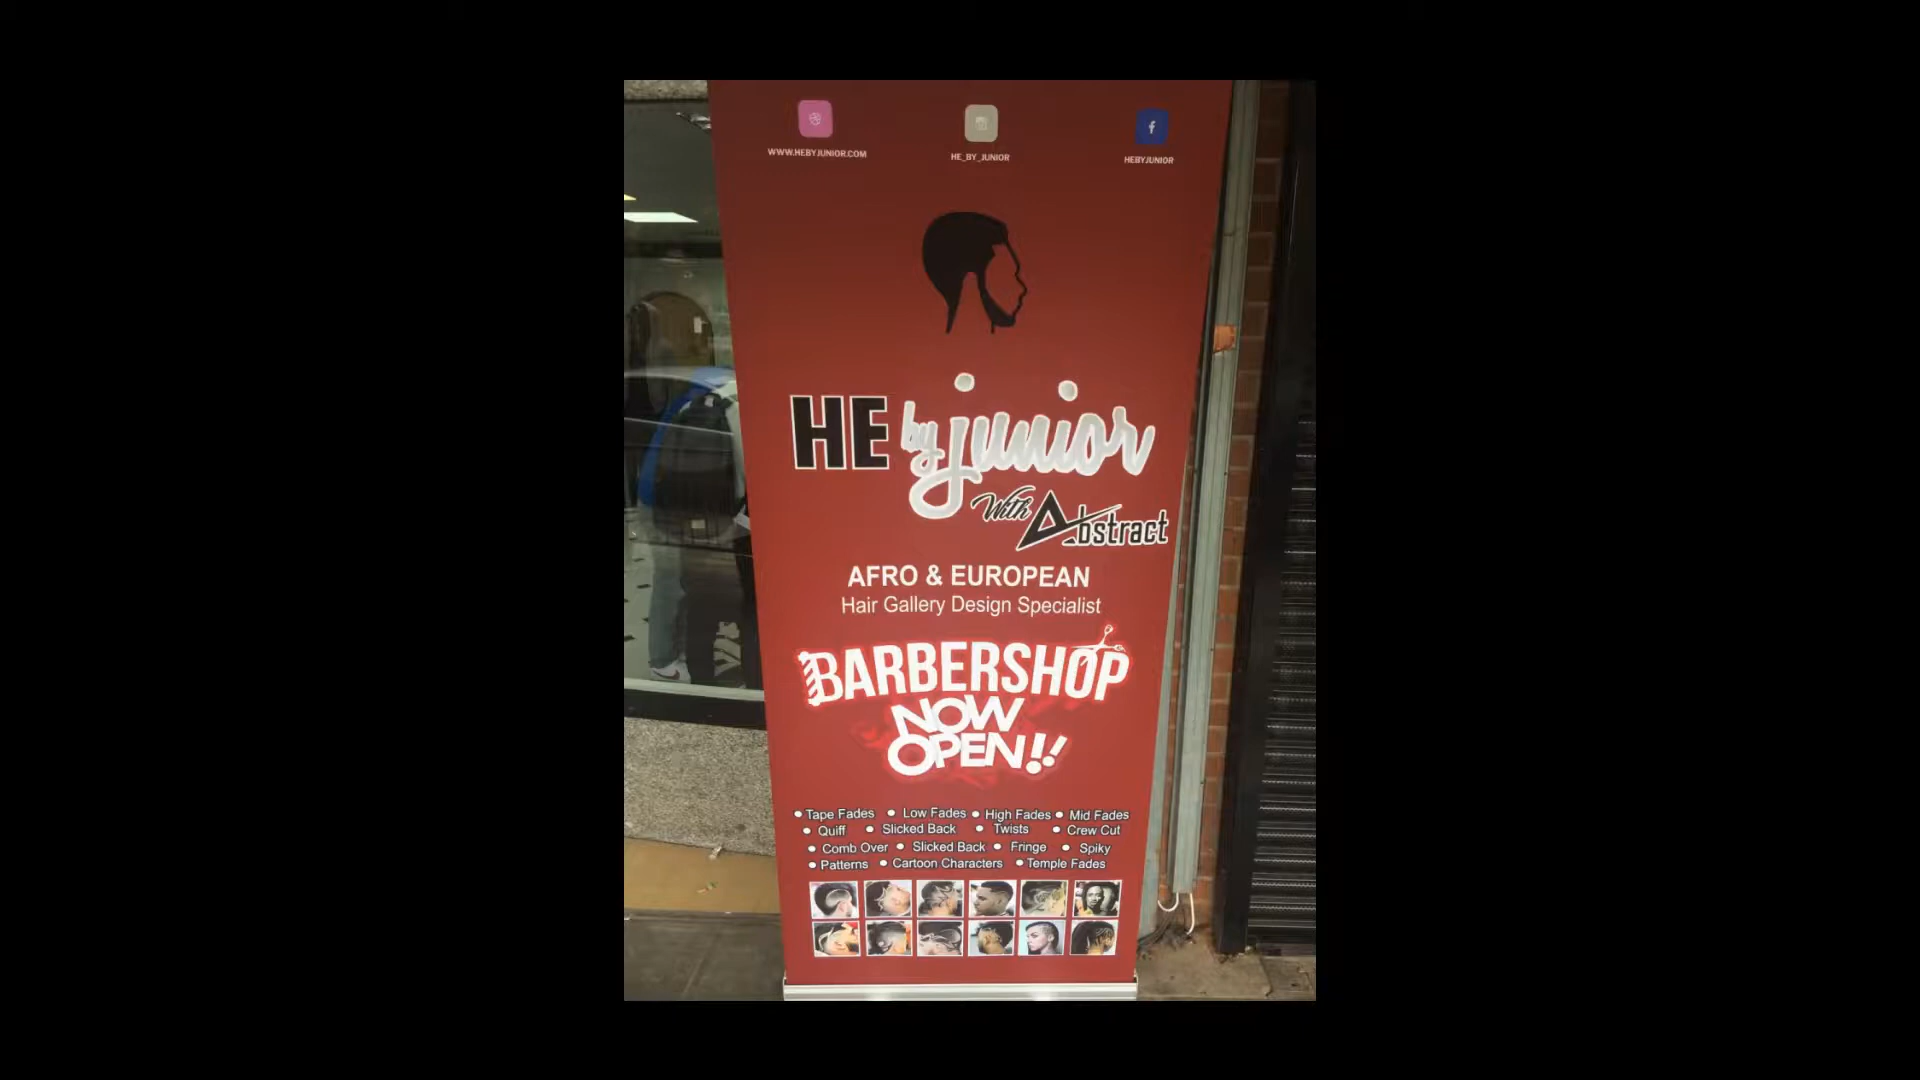 WWW.HEBYJUNIOR.COM
HE_BY_JUNIOR
HEBYJUNIOR
HE by junior
With Abstract
AFRO & EUROPEAN
Hair Gallery Design Specialist
BARBERSHOP
NOW
OPEN!!
• Tape Fades • Low Fades • High Fades • Mid Fades
• Quiff • Slicked Back • Twists • Crew Cut
• Comb Over • Slicked Back • Fringe • Spiky
• Patterns • Cartoon Characters • Temple Fades